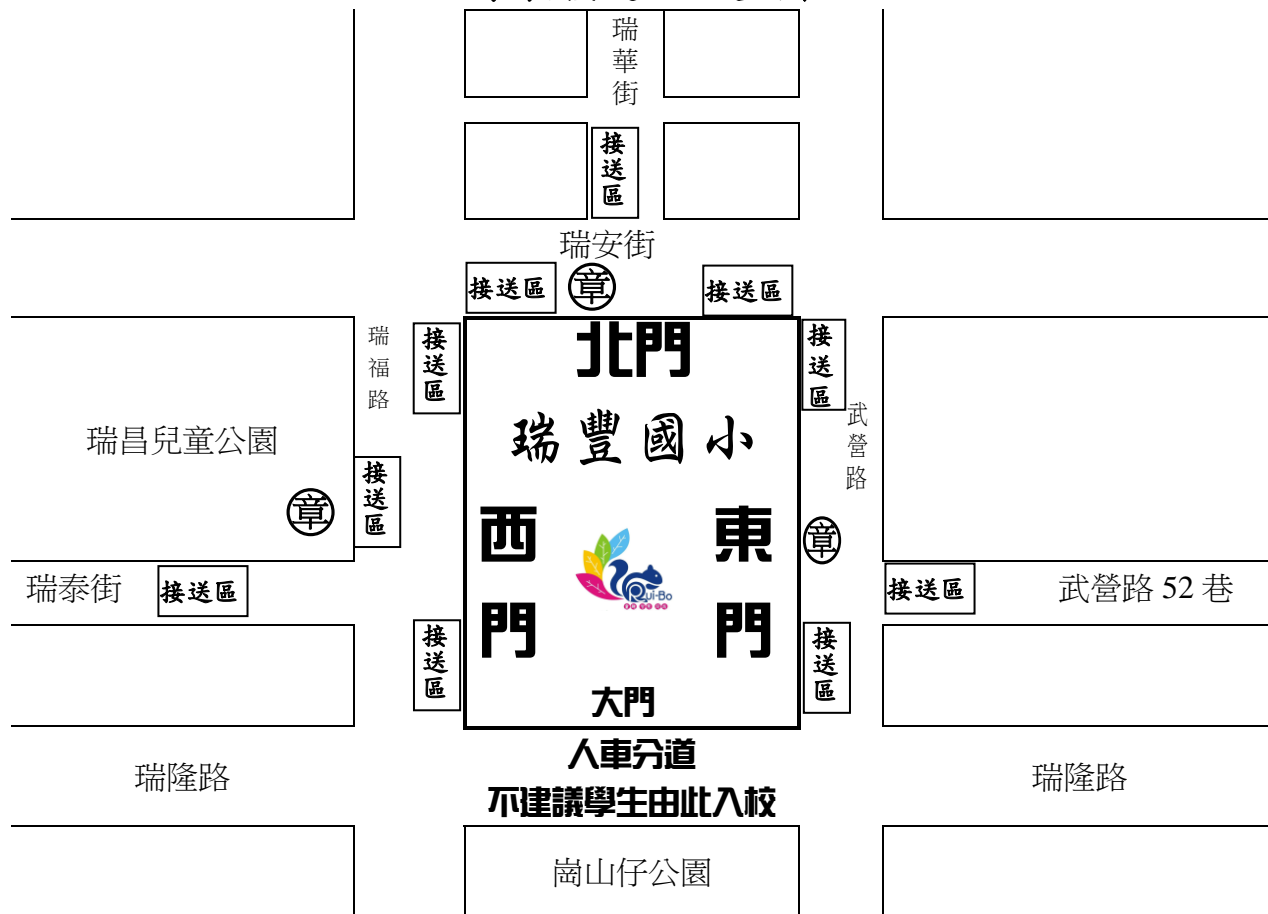 瑞華街
接送區
瑞安街
接送區
章
接送區
北門
瑞福路
接送區
接送區
武營路
瑞豐國小
瑞昌兒童公園
章
接送區
西門
東門
章
Rui-Bo
瑞泰街
接送區
接送區
武營路 52 巷
接送區
接送區
大門
人車分道
不建議學生由此入校
瑞隆路
瑞隆路
崗山仔公園